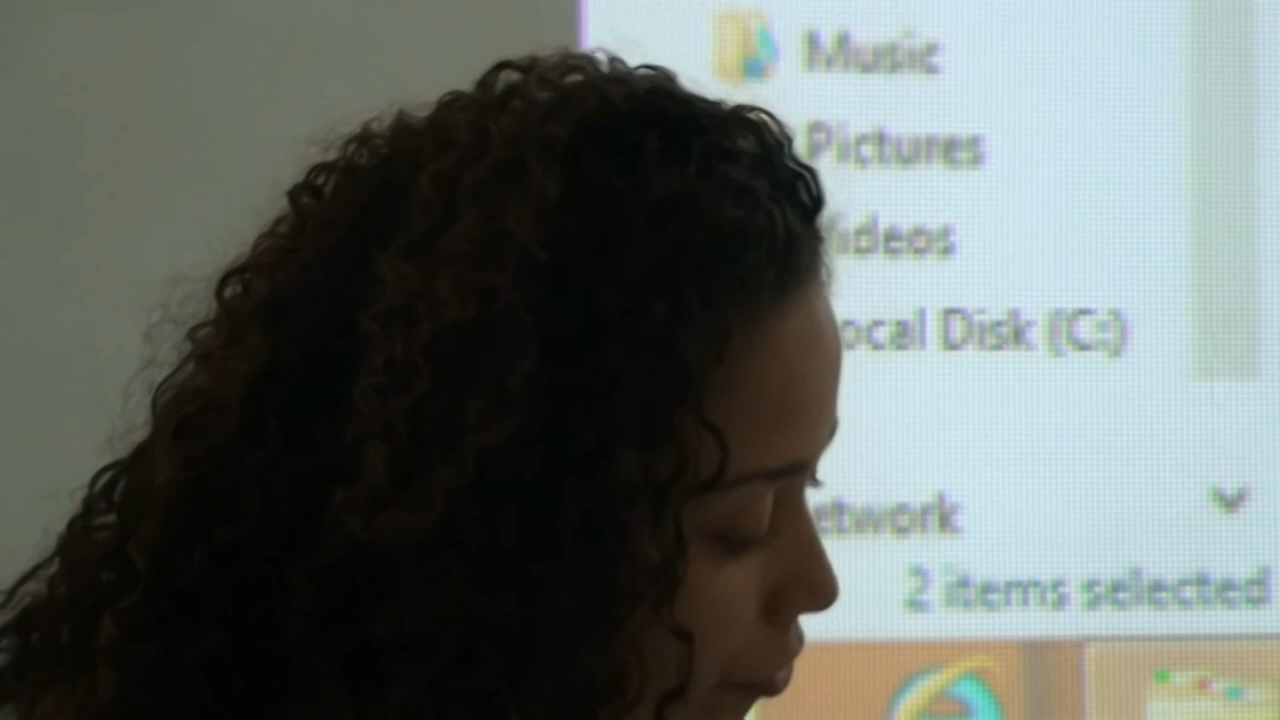 Music
Pictures
ideos
ocal Disk (C:)
etwork
2 items selected